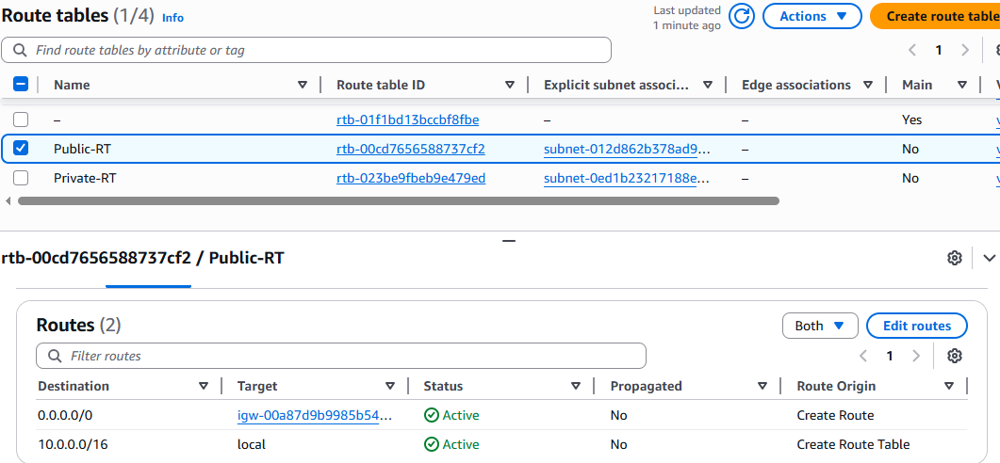 Route tables (1/4) Info
Last updated
1 minute ago
Actions
Create route table
Find route tables by attribute or tag
1
Name Route table ID Explicit subnet associ... Edge associations Main
– rtb-01f1bd13bccbf8fbe – – Yes
Public-RT rtb-00cd7656588737cf2 subnet-012d862b378ad9... – No
Private-RT rtb-023be9fbeb9e479ed subnet-0ed1b23217188e... – No
rtb-00cd7656588737cf2 / Public-RT
Routes (2)
Both
Edit routes
Filter routes
1
Destination Target Status Propagated Route Origin
0.0.0.0/0 igw-00a87d9b9985b54... Active No Create Route
10.0.0.0/16 local Active No Create Route Table